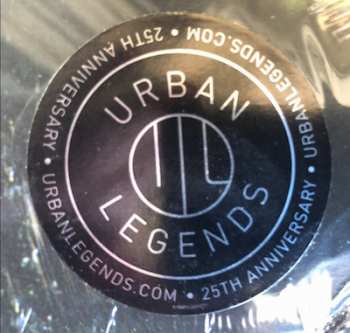 URBAN
LEGENDS
URBANLEGENDS.COM • 25TH ANNIVERSARY • URBANLEGENDS.COM • 25TH ANNIVERSARY •